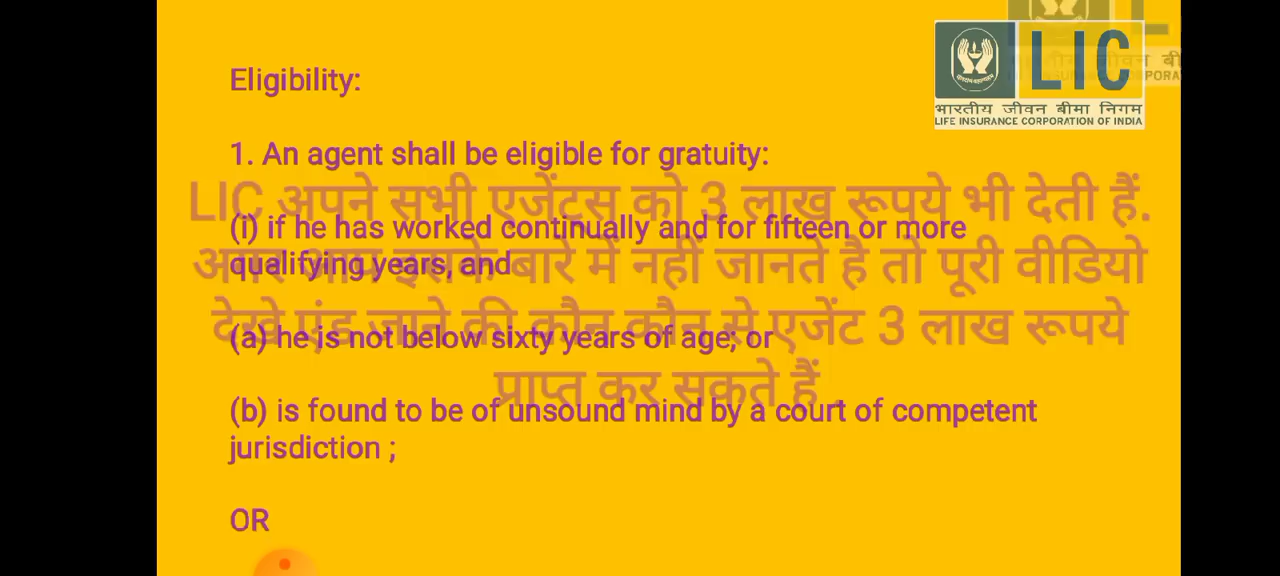 LIC
भारतीय जीवन बीमा निगम
LIFE INSURANCE CORPORATION OF INDIA
Eligibility:
1. An agent shall be eligible for gratuity:
LIC अपने सभी एजेंटस को 3 लाख रूपये भी देती हैं.
(i) if he has worked continually and for fifteen or more
qualifying years, and
अगर आप इसके बारे में नहीं जानते है तो पूरी वीडियो
देखे एंड जाने की कौन कौन से एजेंट 3 लाख रूपये
(a) he is not below sixty years of age; or
प्राप्त कर सकते हैं .
(b) is found to be of unsound mind by a court of competent
jurisdiction ;
OR